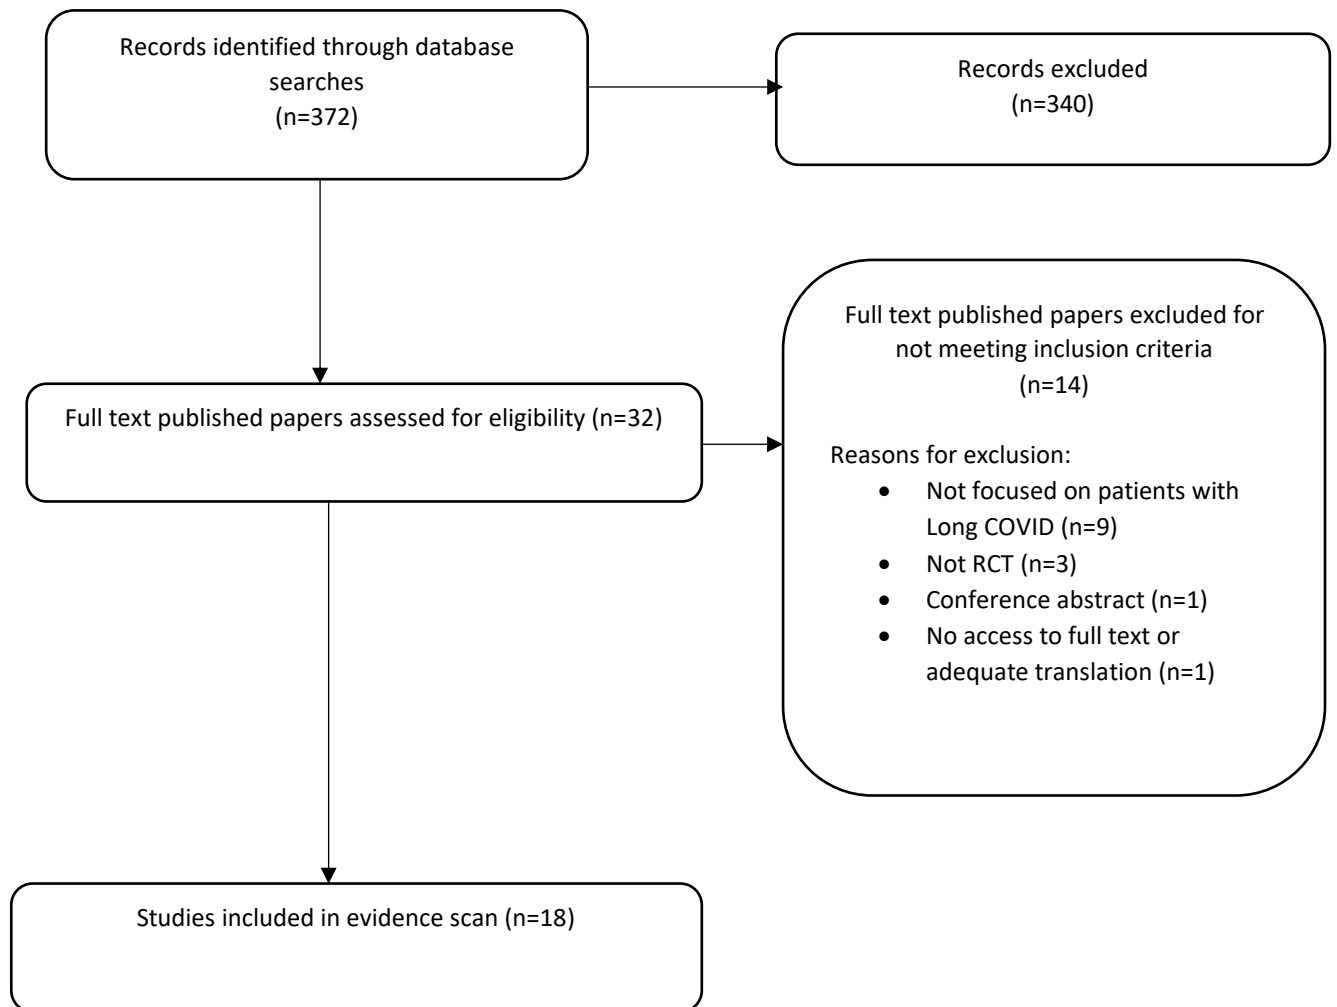 Records identified through database
searches
(n=372)
Records excluded
(n=340)
Full text published papers excluded for
not meeting inclusion criteria
(n=14)
Full text published papers assessed for eligibility (n=32)
Reasons for exclusion:
• Not focused on patients with
Long COVID (n=9)
• Not RCT (n=3)
• Conference abstract (n=1)
• No access to full text or
adequate translation (n=1)
Studies included in evidence scan (n=18)